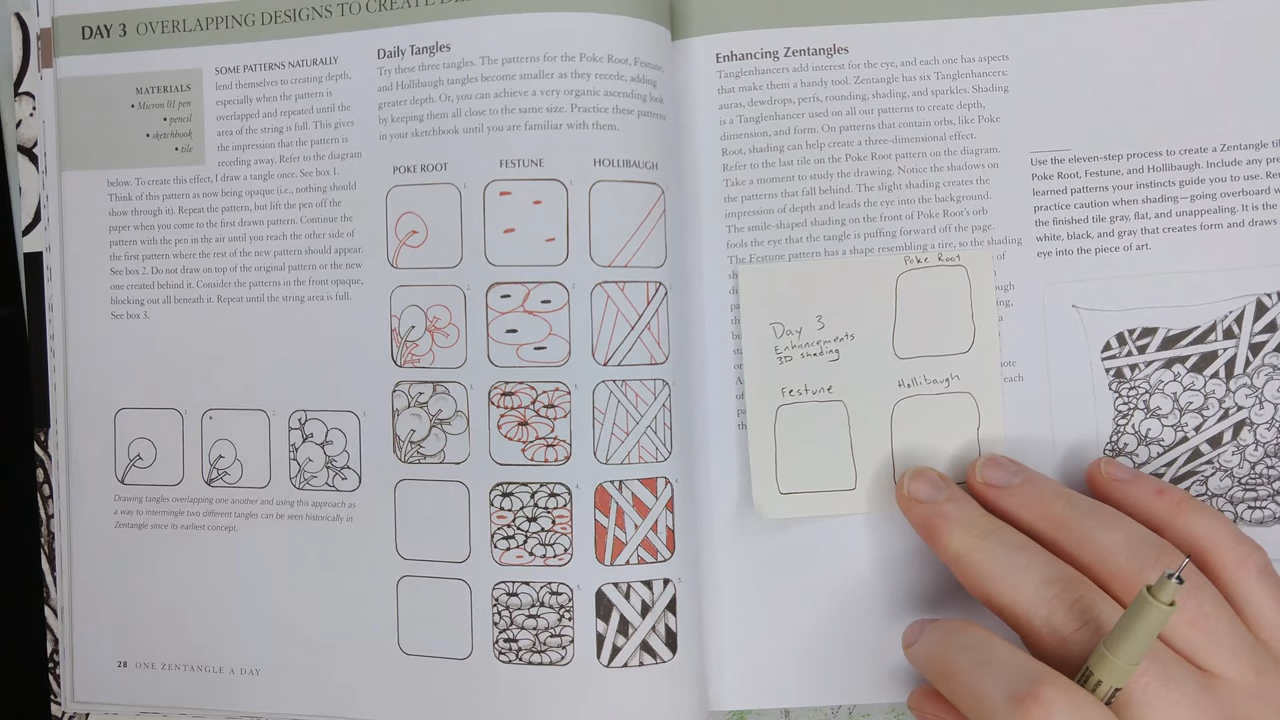 DAY 3 OVERLAPPING DESIGNS TO CREATE
MATERIALS
• Micron 01 pen
• pencil
• sketchbook
• tile
SOME PATTERNS NATURALLY
lend themselves to creating depth,
especially when the pattern is
overlapped and repeated until the
area of the string is full. This gives
the impression that the pattern is
receding away. Refer to the diagram
below. To create this effect, I draw a tangle once. See box 1.
Think of this pattern as now being opaque (i.e., nothing should
show through it). Repeat the pattern, but lift the pen off the
paper when you come to the first drawn pattern. Continue the
pattern with the pen in the air until you reach the other side of
the first pattern where the rest of the new pattern should appear.
See box 2. Do not draw on top of the original pattern or the new
one created behind it. Consider the patterns in the front opaque,
blocking out all beneath it. Repeat until the string area is full.
See box 3.
1.
2.
3.
Drawing tangles overlapping one another and using this approach as
a way to intermingle two different tangles can be seen historically in
Zentangle since its earliest concept.
28 ONE ZENTANGLE A DAY
Daily Tangles
Try these three tangles. The patterns for the Poke Root, Festune,
and Hollibaugh tangles become smaller as they recede, adding
greater depth. Or, you can achieve a very organic ascending look
by keeping them all close to the same size. Practice these patterns
in your sketchbook until you are familiar with them.
POKE ROOT FESTUNE HOLLIBAUGH
Enhancing Zentangles
Tanglenhancers add interest for the eye, and each one has aspects
that make them a handy tool. Zentangle has six Tanglenhancers:
auras, dewdrops, perfs, rounding, shading, and sparkles. Shading
is a Tanglenhancer used on all our patterns to create depth,
dimension, and form. On patterns that contain orbs, like Poke
Root, shading can help create a three-dimensional effect.
Refer to the last tile on the Poke Root pattern on the diagram.
Take a moment to study the drawing. Notice the shadows on
the patterns that fall behind. The slight shading creates the
impression of depth and leads the eye into the background.
The smile-shaped shading on the front of Poke Root's orb
fools the eye that the tangle is puffing forward off the page.
The Festune pattern has a shape resembling a tire, so the shading
of
each
Poke Root
Day 3
Enhancements
3D shading
Festune
Hollibaugh
Use the eleven-step process to create a Zentangle
Poke Root, Festune, and Hollibaugh. Include any
learned patterns your instincts guide you to use.
practice caution when shading—going overboard
the finished tile gray, flat, and unappealing. It is the
white, black, and gray that creates form and draws
eye into the piece of art.